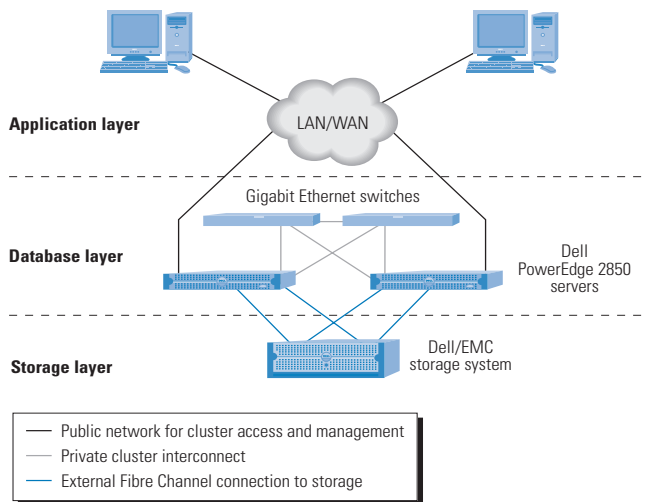 LAN/WAN
Application layer
Gigabit Ethernet switches
Database layer
Dell
PowerEdge 2850
servers
Dell/EMC
storage system
Storage layer
Public network for cluster access and management
Private cluster interconnect
External Fibre Channel connection to storage